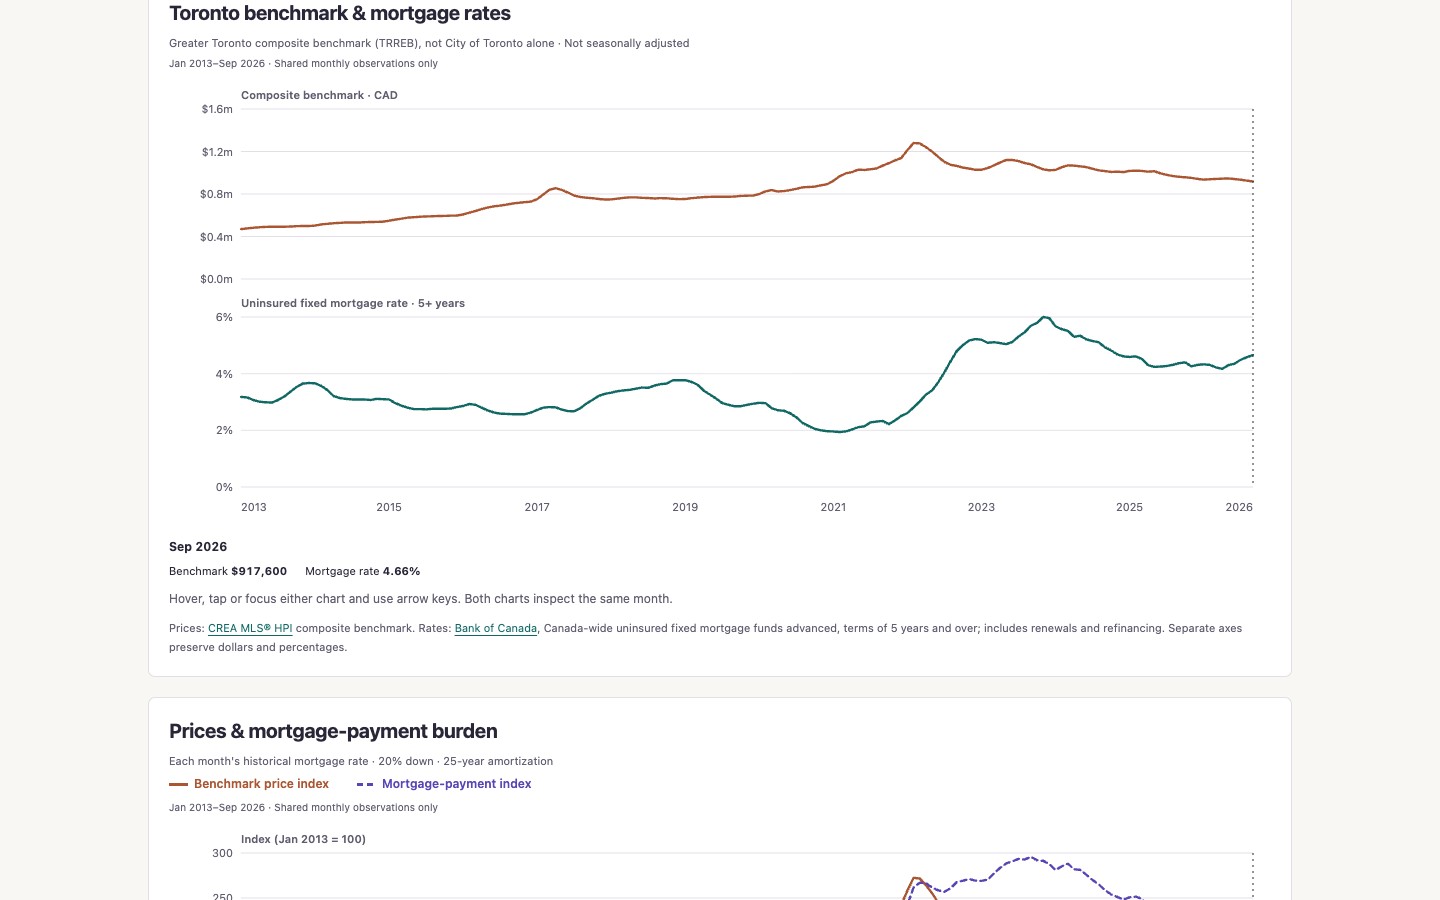 Toronto benchmark & mortgage rates
Greater Toronto composite benchmark (TRREB), not City of Toronto alone · Not seasonally adjusted
Jan 2013–Sep 2026 · Shared monthly observations only
Composite benchmark · CAD
$1.6m
$1.2m
$0.8m
$0.4m
$0.0m
Uninsured fixed mortgage rate · 5+ years
6%
4%
2%
0%
2013 2015 2017 2019 2021 2023 2025 2026
Sep 2026
Benchmark $917,600 Mortgage rate 4.66%
Hover, tap or focus either chart and use arrow keys. Both charts inspect the same month.
Prices: CREA MLS® HPI composite benchmark. Rates: Bank of Canada, Canada-wide uninsured fixed mortgage funds advanced, terms of 5 years and over; includes renewals and refinancing. Separate axes
preserve dollars and percentages.
Prices & mortgage-payment burden
Each month's historical mortgage rate · 20% down · 25-year amortization
Benchmark price index Mortgage-payment index
Jan 2013–Sep 2026 · Shared monthly observations only
Index (Jan 2013 = 100)
300
250